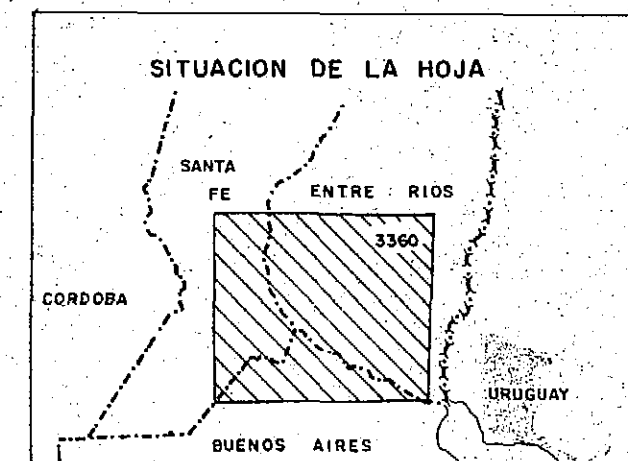 SITUACION DE LA HOJA
SANTA
FE
ENTRE RIOS
3360
CORDOBA
URUGUAY
BUENOS AIRES